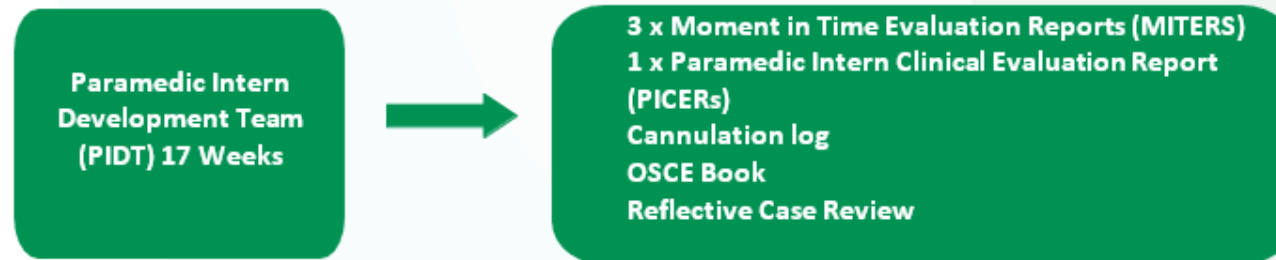 Paramedic Intern
Development Team
(PIDT) 17 Weeks
3 x Moment in Time Evaluation Reports (MITERS)
1 x Paramedic Intern Clinical Evaluation Report
(PICERs)
Cannulation log
OSCE Book
Reflective Case Review